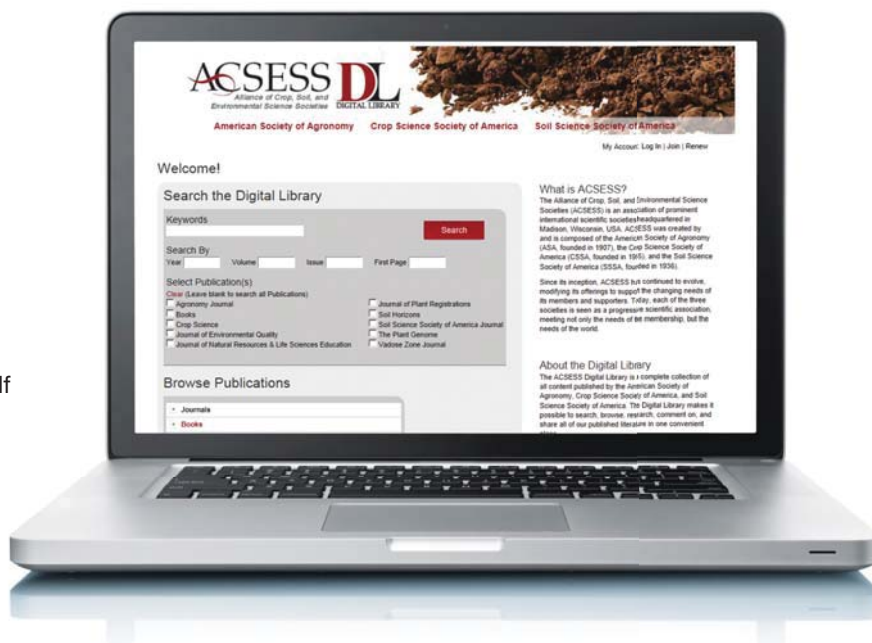 ACSESS DL
Alliance of Crop, Soil, and
Environmental Science Societies
DIGITAL LIBRARY
American Society of Agronomy Crop Science Society of America Soil Science Society of America
My Account: Log In | Join | Renew
Welcome!
Search the Digital Library
Keywords
Search
Search By
Year Volume Issue First Page
Select Publication(s)
Clear (Leave blank to search all Publications)
Agronomy Journal
Books
Crop Science
Journal of Environmental Quality
Journal of Natural Resources & Life Sciences Education
Journal of Plant Registrations
Soil Horizons
Soil Science Society of America Journal
The Plant Genome
Vadose Zone Journal
Browse Publications
Journals
Books
What is ACSESS?
The Alliance of Crop, Soil, and Environmental Science
Societies (ACSESS) is an association of prominent
international scientific societies headquartered in
Madison, Wisconsin, USA. ACSESS was created by
and is composed of the American Society of Agronomy
(ASA, founded in 1907), the Crop Science Society of
America (CSSA, founded in 1955), and the Soil Science
Society of America (SSSA, founded in 1936).
Since its inception, ACSESS has continued to evolve,
modifying its offerings to support the changing needs of
its members and supporters. Today, each of the three
societies is seen as a progressive scientific association,
meeting not only the needs of its membership, but the
needs of the world.
About the Digital Library
The ACSESS Digital Library is a complete collection of
all content published by the American Society of
Agronomy, Crop Science Society of America, and Soil
Science Society of America. The Digital Library makes it
possible to search, browse, research, comment on, and
share all of our published literature in one convenient
lf